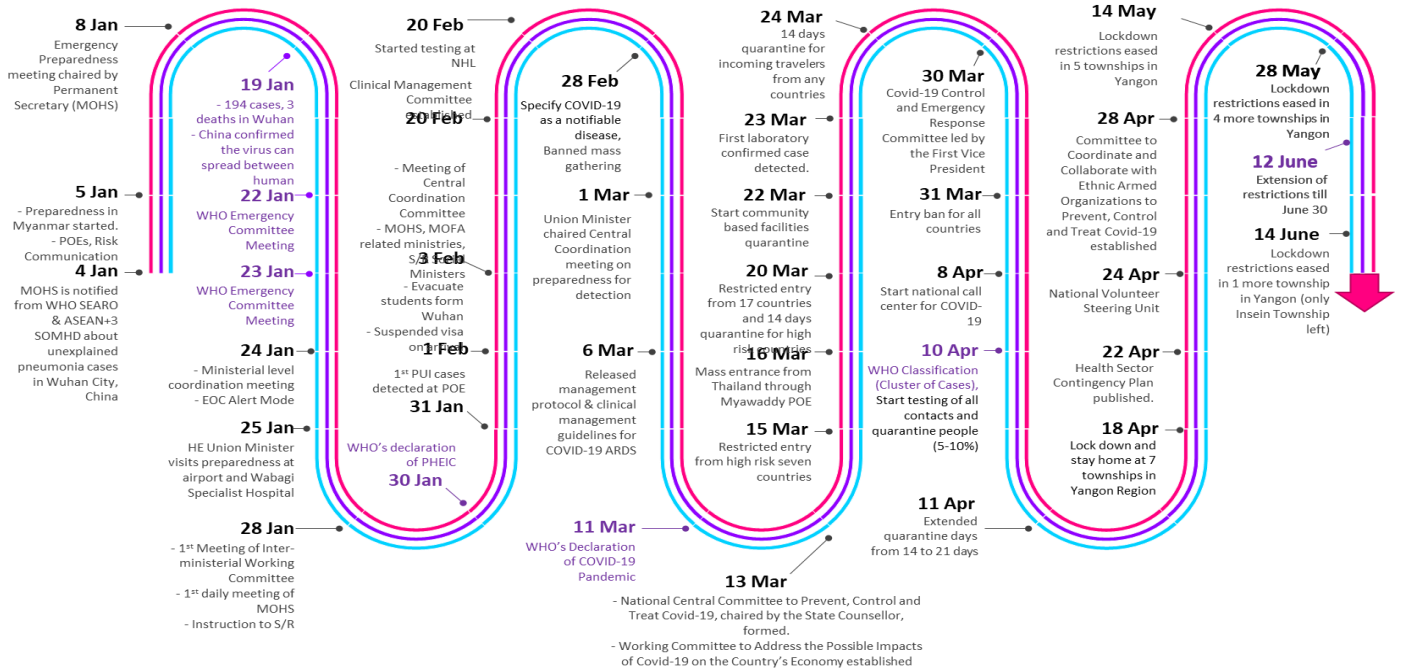 8 Jan
Emergency
Preparedness
meeting chaired by
Permanent
Secretary (MOHS)
5 Jan
- Preparedness in
Myanmar started.
- POEs, Risk
Communication
4 Jan
MOHS is notified
from WHO SEARO
& ASEAN+3
SOMHD about
unexplained
pneumonia cases
in Wuhan City,
China
19 Jan
- 194 cases, 3
deaths in Wuhan
- China confirmed
the virus can
spread between
human
22 Jan
WHO Emergency
Committee
Meeting
23 Jan
WHO Emergency
Committee
Meeting
24 Jan
- Ministerial level
coordination meeting
- EOC Alert Mode
25 Jan
HE Union Minister
visits preparedness at
airport and Wabagi
Specialist Hospital
28 Jan
- 1st Meeting of Inter-
ministerial Working
Committee
- 1st daily meeting of
MOHS
- Instruction to S/R
20 Feb
Started testing at
NHL
Clinical Management
Committee
established
20 Feb
- Meeting of
Central
Coordination
Committee
- MOHS, MOFA
related ministries,
S/R Social
Ministers
3 Feb
- Evacuate
students form
Wuhan
- Suspended visa
on arrival
1 Feb
1st PUI cases
detected at POE
31 Jan
WHO's declaration
of PHEIC
30 Jan
28 Feb
Specify COVID-19
as a notifiable
disease,
Banned mass
gathering
1 Mar
Union Minister
chaired Central
Coordination
meeting on
preparedness for
detection
6 Mar
Released
management
protocol & clinical
management
guidelines for
COVID-19 ARDS
11 Mar
WHO's Declaration
of COVID-19
Pandemic
13 Mar
- National Central Committee to Prevent, Control and
Treat Covid-19, chaired by the State Counsellor,
formed.
- Working Committee to Address the Possible Impacts
of Covid-19 on the Country's Economy established
24 Mar
14 days
quarantine for
incoming travelers
from any
countries
23 Mar
First laboratory
confirmed case
detected.
22 Mar
Start community
based facilities
quarantine
20 Mar
Restricted entry
from 17 countries
and 14 days
quarantine for high
risk countries
16 Mar
Mass entrance from
Thailand through
Myawaddy POE
15 Mar
Restricted entry
from high risk seven
countries
30 Mar
Covid-19 Control
and Emergency
Response
Committee led by
the First Vice
President
31 Mar
Entry ban for all
countries
8 Apr
Start national call
center for COVID-
19
10 Apr
WHO Classification
(Cluster of Cases),
Start testing of all
contacts and
quarantine people
(5-10%)
11 Apr
Extended
quarantine days
from 14 to 21 days
14 May
Lockdown
restrictions eased
in 5 townships in
Yangon
28 Apr
Committee to
Coordinate and
Collaborate with
Ethnic Armed
Organizations to
Prevent, Control
and Treat Covid-19
established
24 Apr
National Volunteer
Steering Unit
22 Apr
Health Sector
Contingency Plan
published.
18 Apr
Lock down and
stay home at 7
townships in
Yangon Region
28 May
Lockdown
restrictions eased in
4 more townships in
Yangon
12 June
Extension of
restrictions till
June 30
14 June
Lockdown
restrictions eased
in 1 more township
in Yangon (only
Insein Township
left)